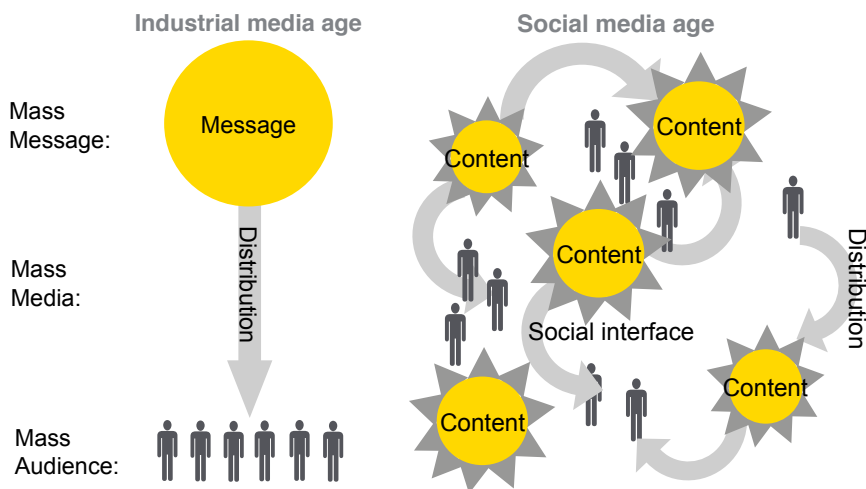 Industrial media age
Social media age
Mass
Message:
Message
Content
Content
Distribution
Mass
Media:
Content
Distribution
Social interface
Content
Content
Mass
Audience: